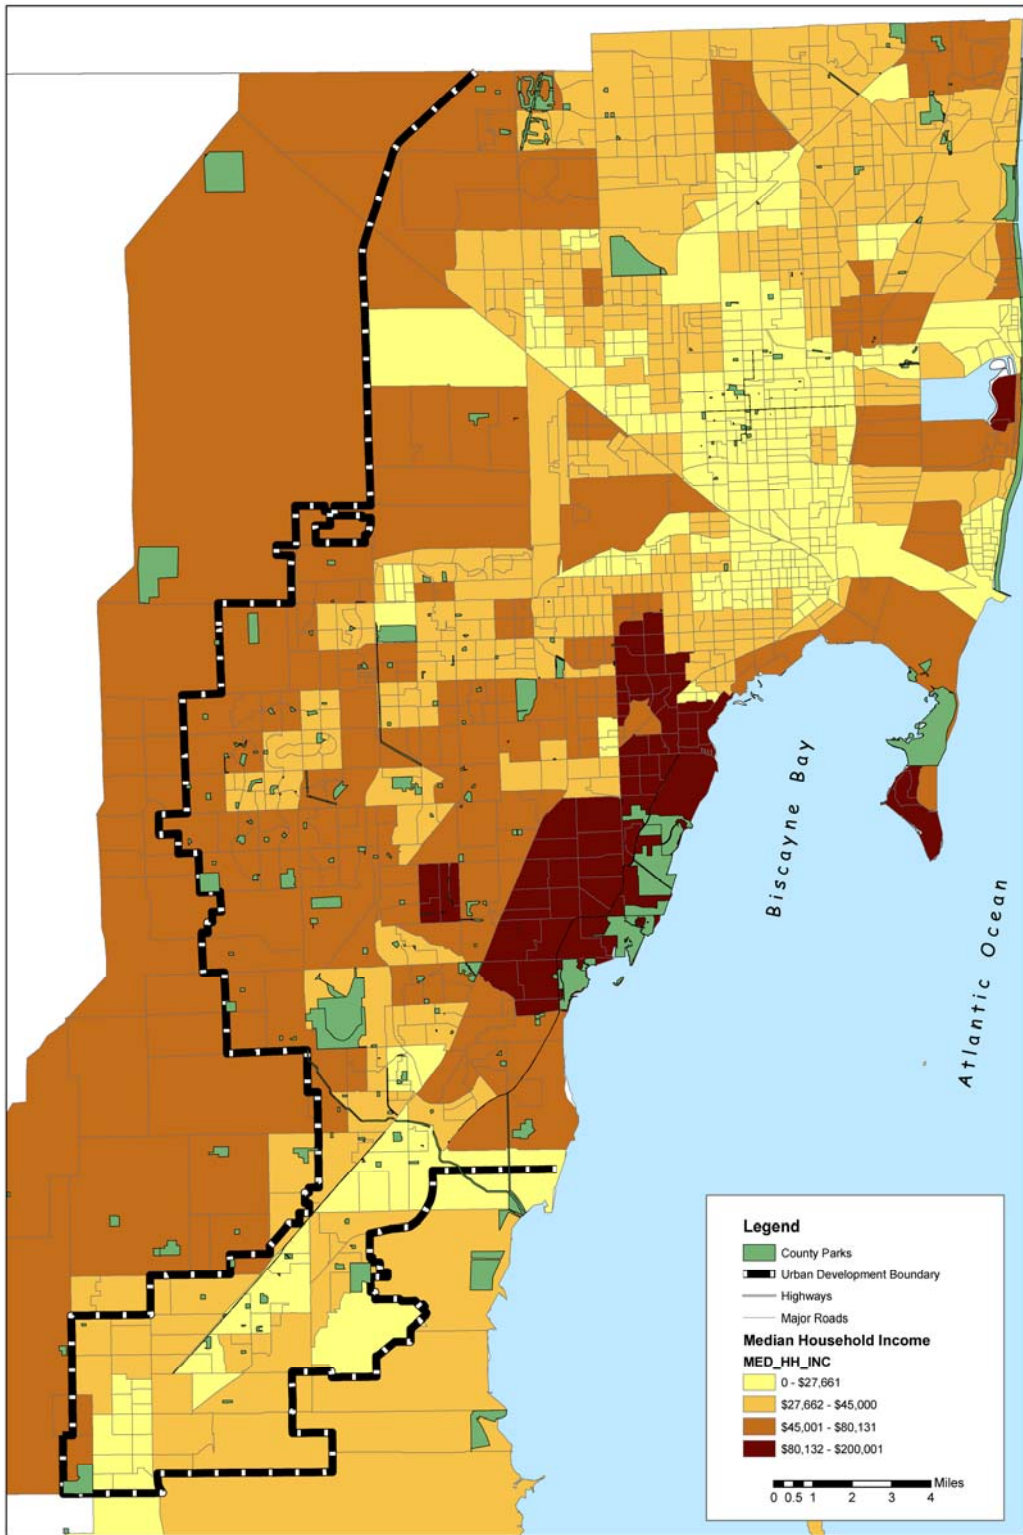 Biscayne Bay
Atlantic Ocean
Legend
County Parks
Urban Development Boundary
Highways
Major Roads
Median Household Income
MED_HH_INC
0 - $27,661
$27,662 - $45,000
$45,001 - $80,131
$80,132 - $200,001
Miles
0 0.5 1 2 3 4